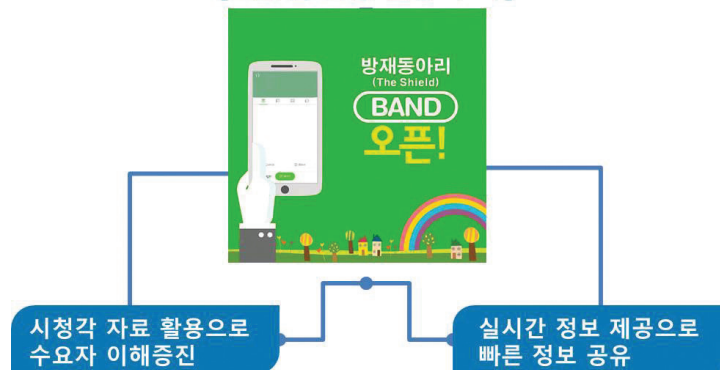 방재동아리
(The Shield)
BAND
오픈!
시청각 자료 활용으로
수요자 이해증진
실시간 정보 제공으로
빠른 정보 공유